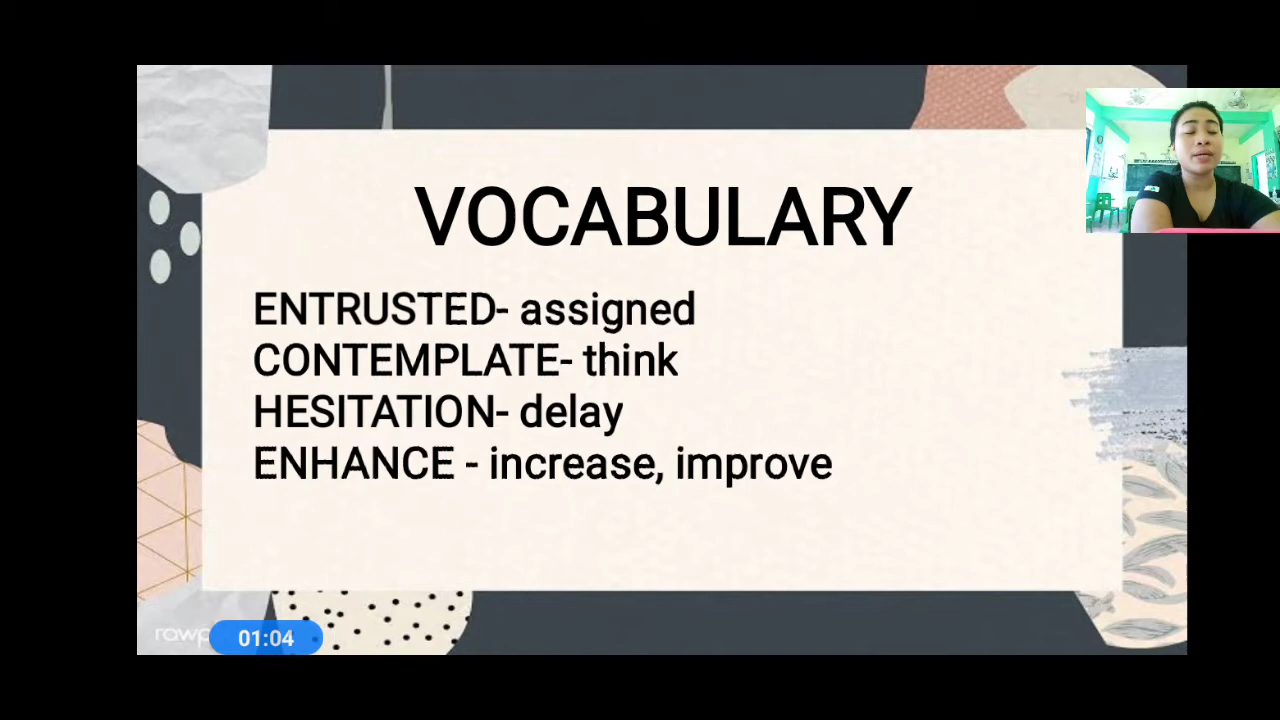 VOCABULARY
ENTRUSTED- assigned
CONTEMPLATE- think
HESITATION- delay
ENHANCE - increase, improve
01:04